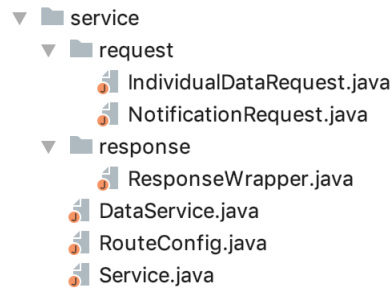 service
request
IndividualDataRequest.java
NotificationRequest.java
response
ResponseWrapper.java
DataService.java
RouteConfig.java
Service.java